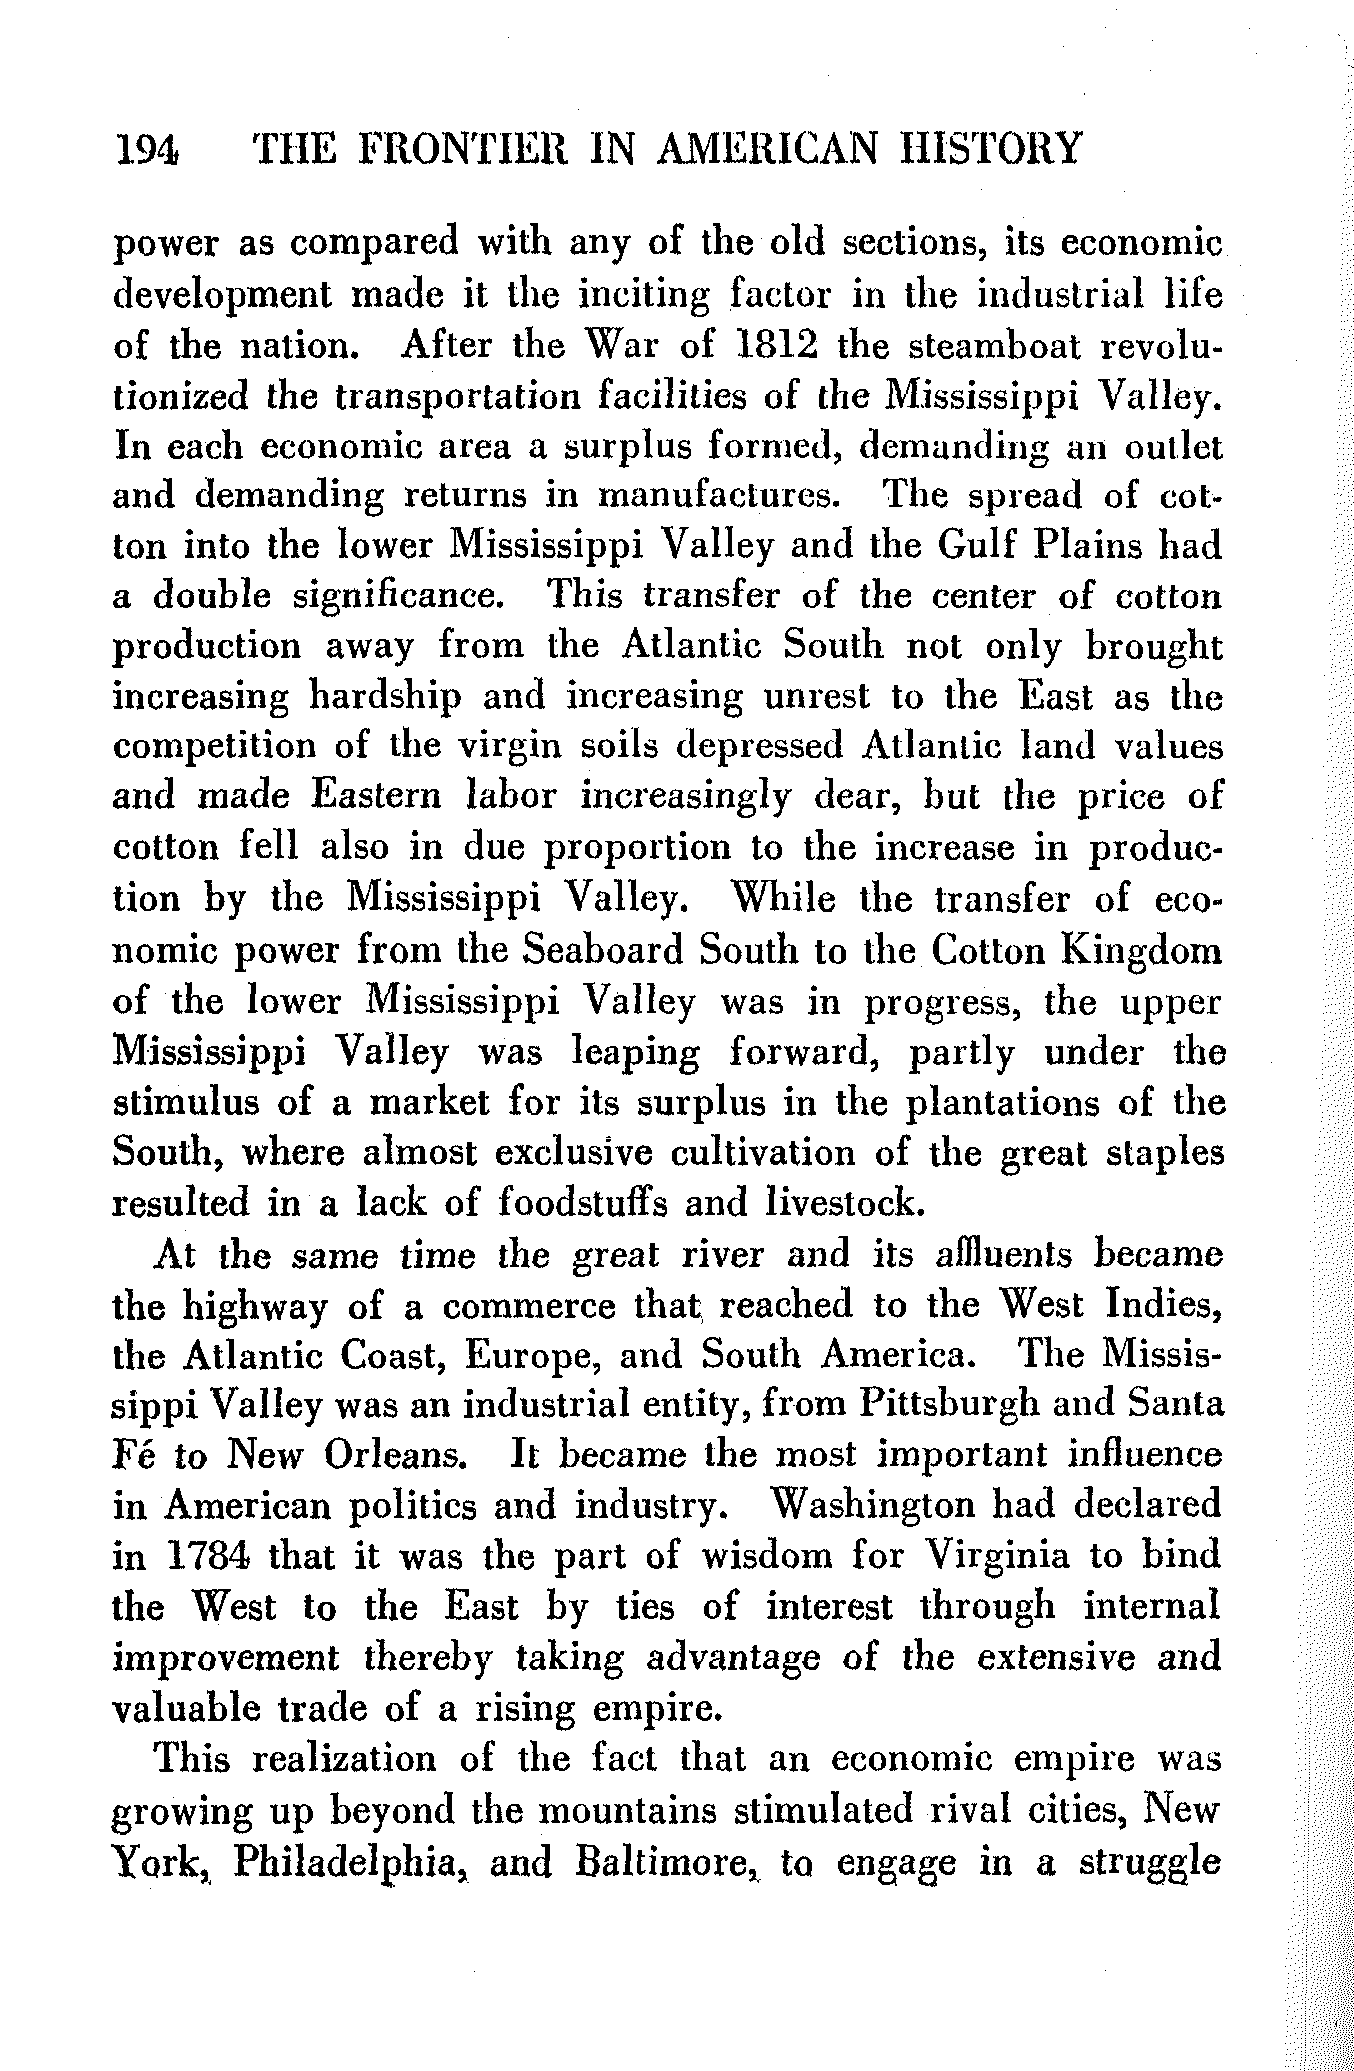 194 THE FRONTIER IN AMERICAN HISTORY
power as compared with any of the old sections, its economic
development made it the inciting factor in the industrial life
of the nation. After the War of 1812 the steamboat revolu-
tionized the transportation facilities of the Mississippi Valley.
In each economic area a surplus formed, demanding an outlet
and demanding returns in manufactures. The spread of cot-
ton into the lower Mississippi Valley and the Gulf Plains had
a double significance. This transfer of the center of cotton
production away from the Atlantic South not only brought
increasing hardship and increasing unrest to the East as the
competition of the virgin soils depressed Atlantic land values
and made Eastern labor increasingly dear, but the price of
cotton fell also in due proportion to the increase in produc-
tion by the Mississippi Valley. While the transfer of eco-
nomic power from the Seaboard South to the Cotton Kingdom
of the lower Mississippi Valley was in progress, the upper
Mississippi Valley was leaping forward, partly under the
stimulus of a market for its surplus in the plantations of the
South, where almost exclusive cultivation of the great staples
resulted in a lack of foodstuffs and livestock.
At the same time the great river and its affluents became
the highway of a commerce that reached to the West Indies,
the Atlantic Coast, Europe, and South America. The Missis-
sippi Valley was an industrial entity, from Pittsburgh and Santa
Fé to New Orleans. It became the most important influence
in American politics and industry. Washington had declared
in 1784 that it was the part of wisdom for Virginia to bind
the West to the East by ties of interest through internal
improvement thereby taking advantage of the extensive and
valuable trade of a rising empire.
This realization of the fact that an economic empire was
growing up beyond the mountains stimulated rival cities, New
York, Philadelphia, and Baltimore, to engage in a struggle